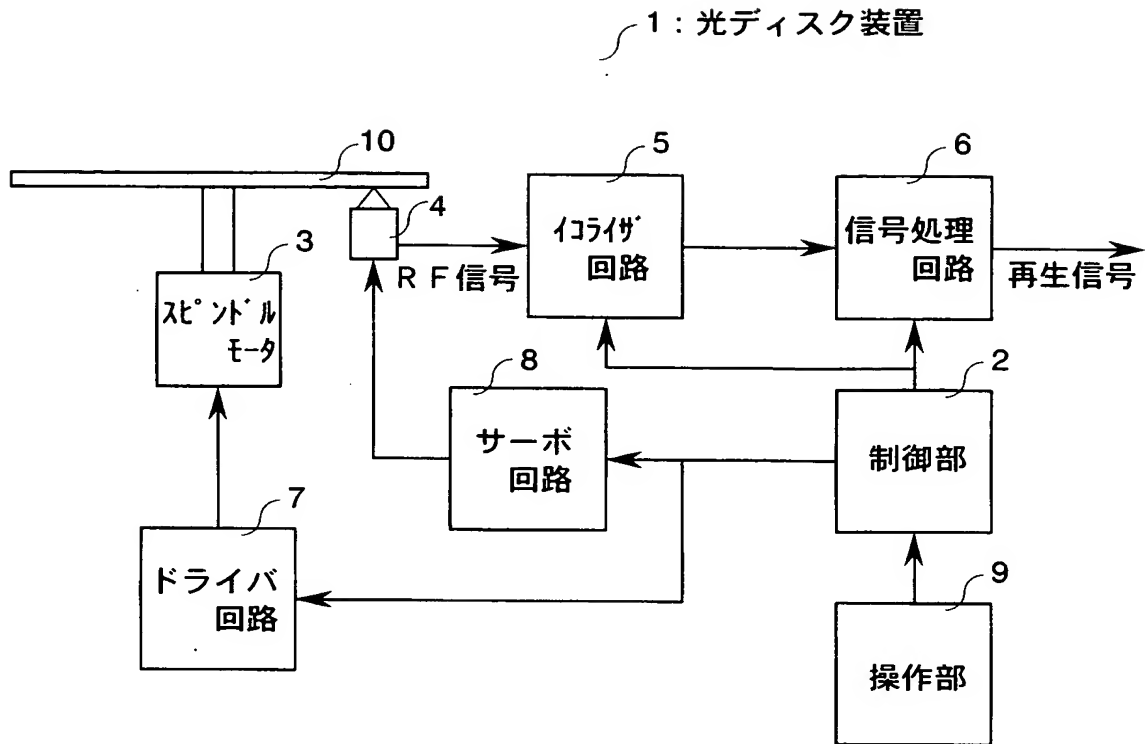 1：光ディスク装置
10
5
6
4
3
ｲｺﾗｲｻﾞ
回路
信号処理
回路
ＲＦ信号
再生信号
ｽﾋﾟﾝﾄﾞﾙ
ﾓｰﾀ
8
2
サーボ
回路
制御部
7
9
ドライバ
回路
操作部